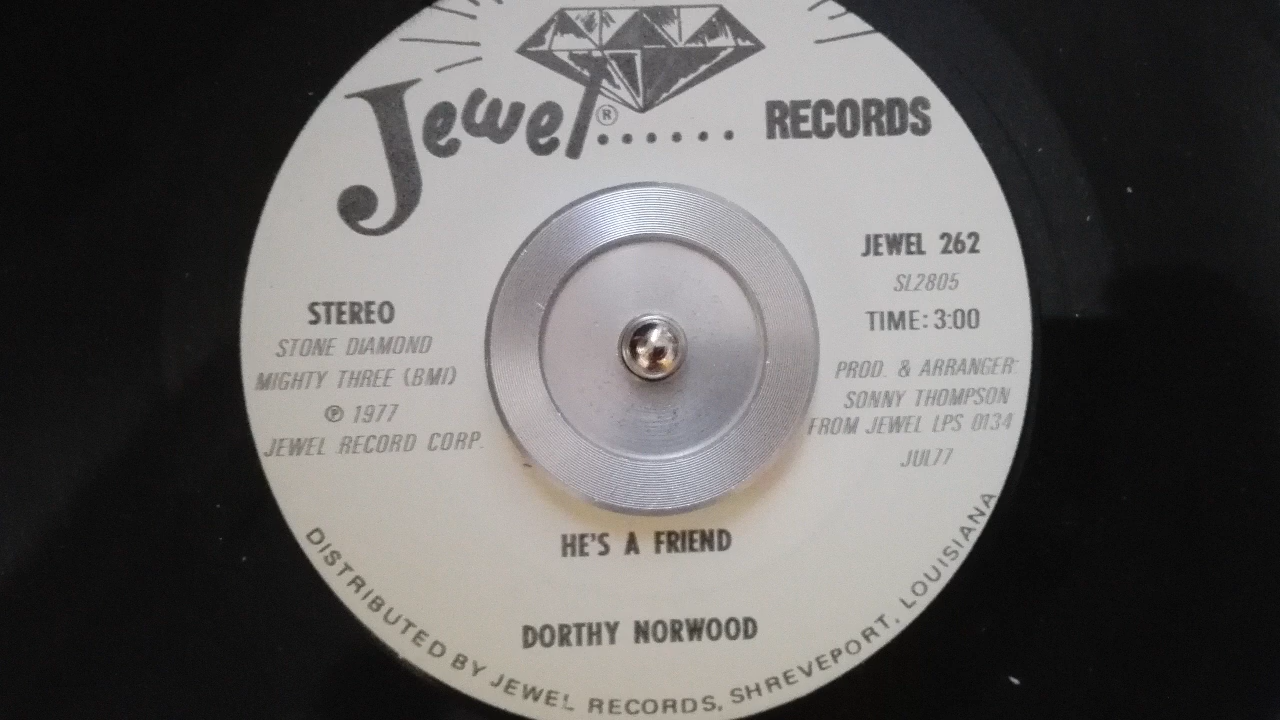 Jewel®...... RECORDS
JEWEL 262
SL2805
TIME: 3:00
PROD. & ARRANGER:
SONNY THOMPSON
FROM JEWEL LPS 0134
JUL77
STEREO
STONE DIAMOND
MIGHTY THREE (BMI)
℗ 1977
JEWEL RECORD CORP.
HE'S A FRIEND
DORTHY NORWOOD
DISTRIBUTED BY JEWEL RECORDS, SHREVEPORT, LOUISIANA